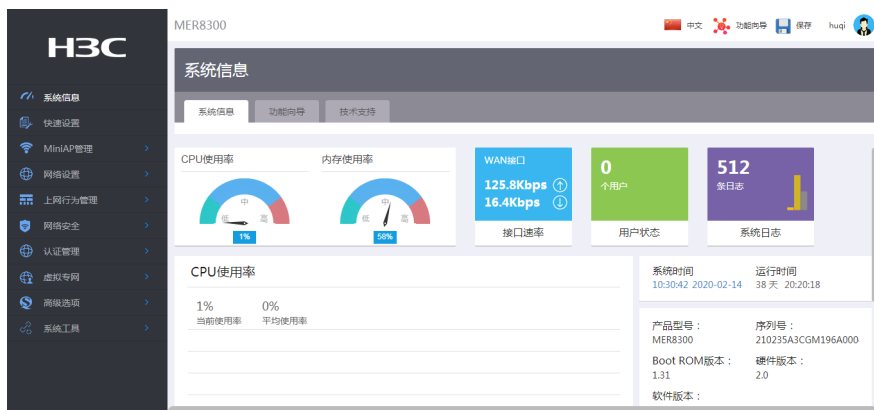 H3C
系统信息
快速设置
MiniAP管理
网络设置
上网行为管理
网络安全
认证管理
虚拟专网
高级选项
系统工具
MER8300
中文 功能向导 保存 huqi
系统信息
系统信息 功能向导 技术支持
CPU使用率 内存使用率
中 中
低 高 低 高
1% 58%
WAN接口
125.8Kbps
16.4Kbps
接口速率
0
个用户
用户状态
512
条日志
系统日志
CPU使用率
1% 0%
当前使用率 平均使用率
系统时间 运行时间
10:30:42 2020-02-14 38 天 20:20:18
产品型号： 序列号：
MER8300 210235A3CGM196A000
Boot ROM版本： 硬件版本：
1.31 2.0
软件版本：